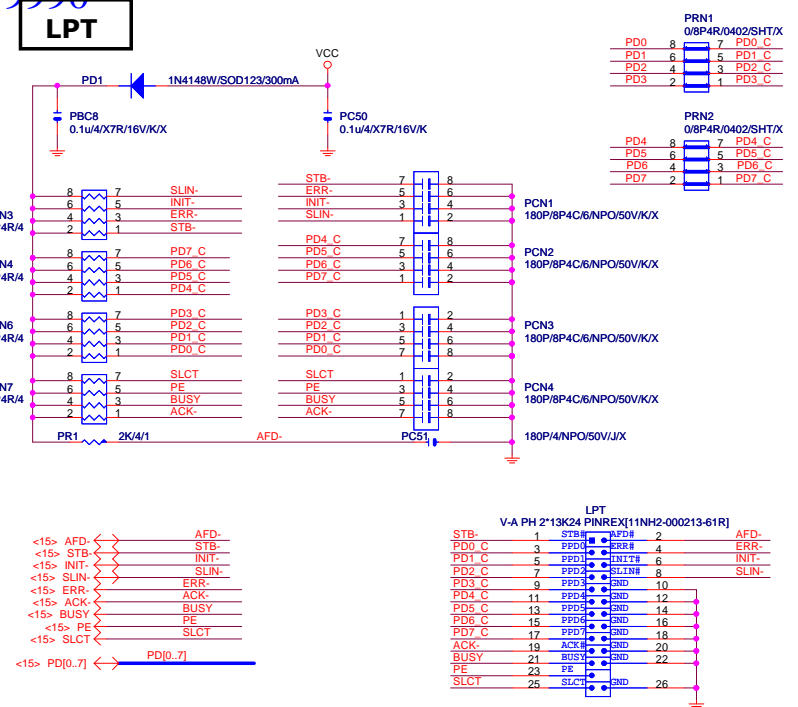 LPT
VCC
PD1 1N4148W/SOD123/300mA
PBC8
0.1u/4/X7R/16V/K/X
PC50
0.1u/4/X7R/16V/K
PRN1
0/8P4R/0402/SHT/X
PD0 8 7 PD0_C
PD1 6 5 PD1_C
PD2 4 3 PD2_C
PD3 2 1 PD3_C
PRN2
0/8P4R/0402/SHT/X
PD4 8 7 PD4_C
PD5 6 5 PD5_C
PD6 4 3 PD6_C
PD7 2 1 PD7_C
N3
4R/4
8 7 SLIN-
6 5 INIT-
4 3 ERR-
2 1 STB-
N4
4R/4
8 7 PD7_C
6 5 PD6_C
4 3 PD5_C
2 1 PD4_C
N6
4R/4
8 7 PD3_C
6 5 PD2_C
4 3 PD1_C
2 1 PD0_C
N7
4R/4
8 7 SLCT
6 5 PE
4 3 BUSY
2 1 ACK-
STB- 7 8
ERR- 5 6
INIT- 3 4
SLIN- 1 2
PCN1
180P/8P4C/6/NPO/50V/K/X
PD4_C 7 8
PD5_C 5 6
PD6_C 3 4
PD7_C 1 2
PCN2
180P/8P4C/6/NPO/50V/K/X
PD3_C 1 2
PD2_C 3 4
PD1_C 5 6
PD0_C 7 8
PCN3
180P/8P4C/6/NPO/50V/K/X
SLCT 1 2
PE 3 4
BUSY 5 6
ACK- 7 8
PCN4
180P/8P4C/6/NPO/50V/K/X
PR1 2K/4/1 AFD- PC51 180P/4/NPO/50V/J/X
<15> AFD- AFD-
<15> STB- STB-
<15> INIT- INIT-
<15> SLIN- SLIN-
<15> ERR- ERR-
<15> ACK- ACK-
<15> BUSY BUSY
<15> PE PE
<15> SLCT SLCT
<15> PD[0..7] PD[0..7]
LPT
V-A PH 2*13K24 PINREX[11NH2-000213-61R]
STB- 1 STB# AFD# 2 AFD-
PD0_C 3 PPD0 ERR# 4 ERR-
PD1_C 5 PPD1 INIT# 6 INIT-
PD2_C 7 PPD2 SLIN# 8 SLIN-
PD3_C 9 PPD3 GND 10
PD4_C 11 PPD4 GND 12
PD5_C 13 PPD5 GND 14
PD6_C 15 PPD6 GND 16
PD7_C 17 PPD7 GND 18
ACK- 19 ACK# GND 20
BUSY 21 BUSY GND 22
PE 23 PE
SLCT 25 SLCT GND 26